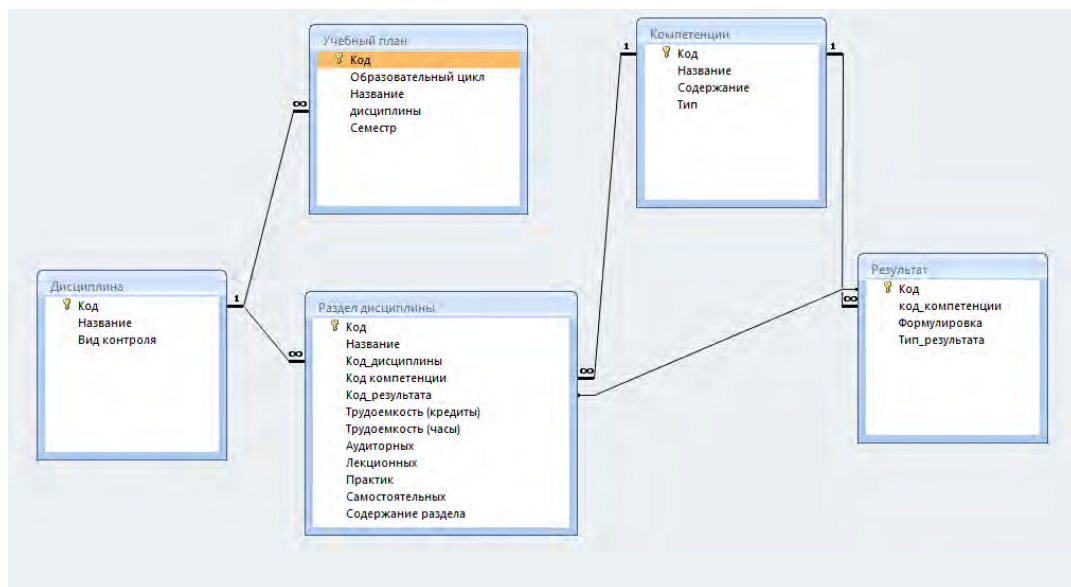 Учебный план
Код
Образовательный цикл
Название
дисциплины
Семестр
Компетенции
Код
Название
Содержание
Тип
Дисциплина
Код
Название
Вид контроля
Раздел дисциплины
Код
Название
Код_дисциплины
Код компетенции
Код_результата
Трудоемкость (кредиты)
Трудоемкость (часы)
Аудиторных
Лекционных
Практик
Самостоятельных
Содержание раздела
Результат
Код
код_компетенции
Формулировка
Тип_результата
1
∞
∞
1
∞
1
∞